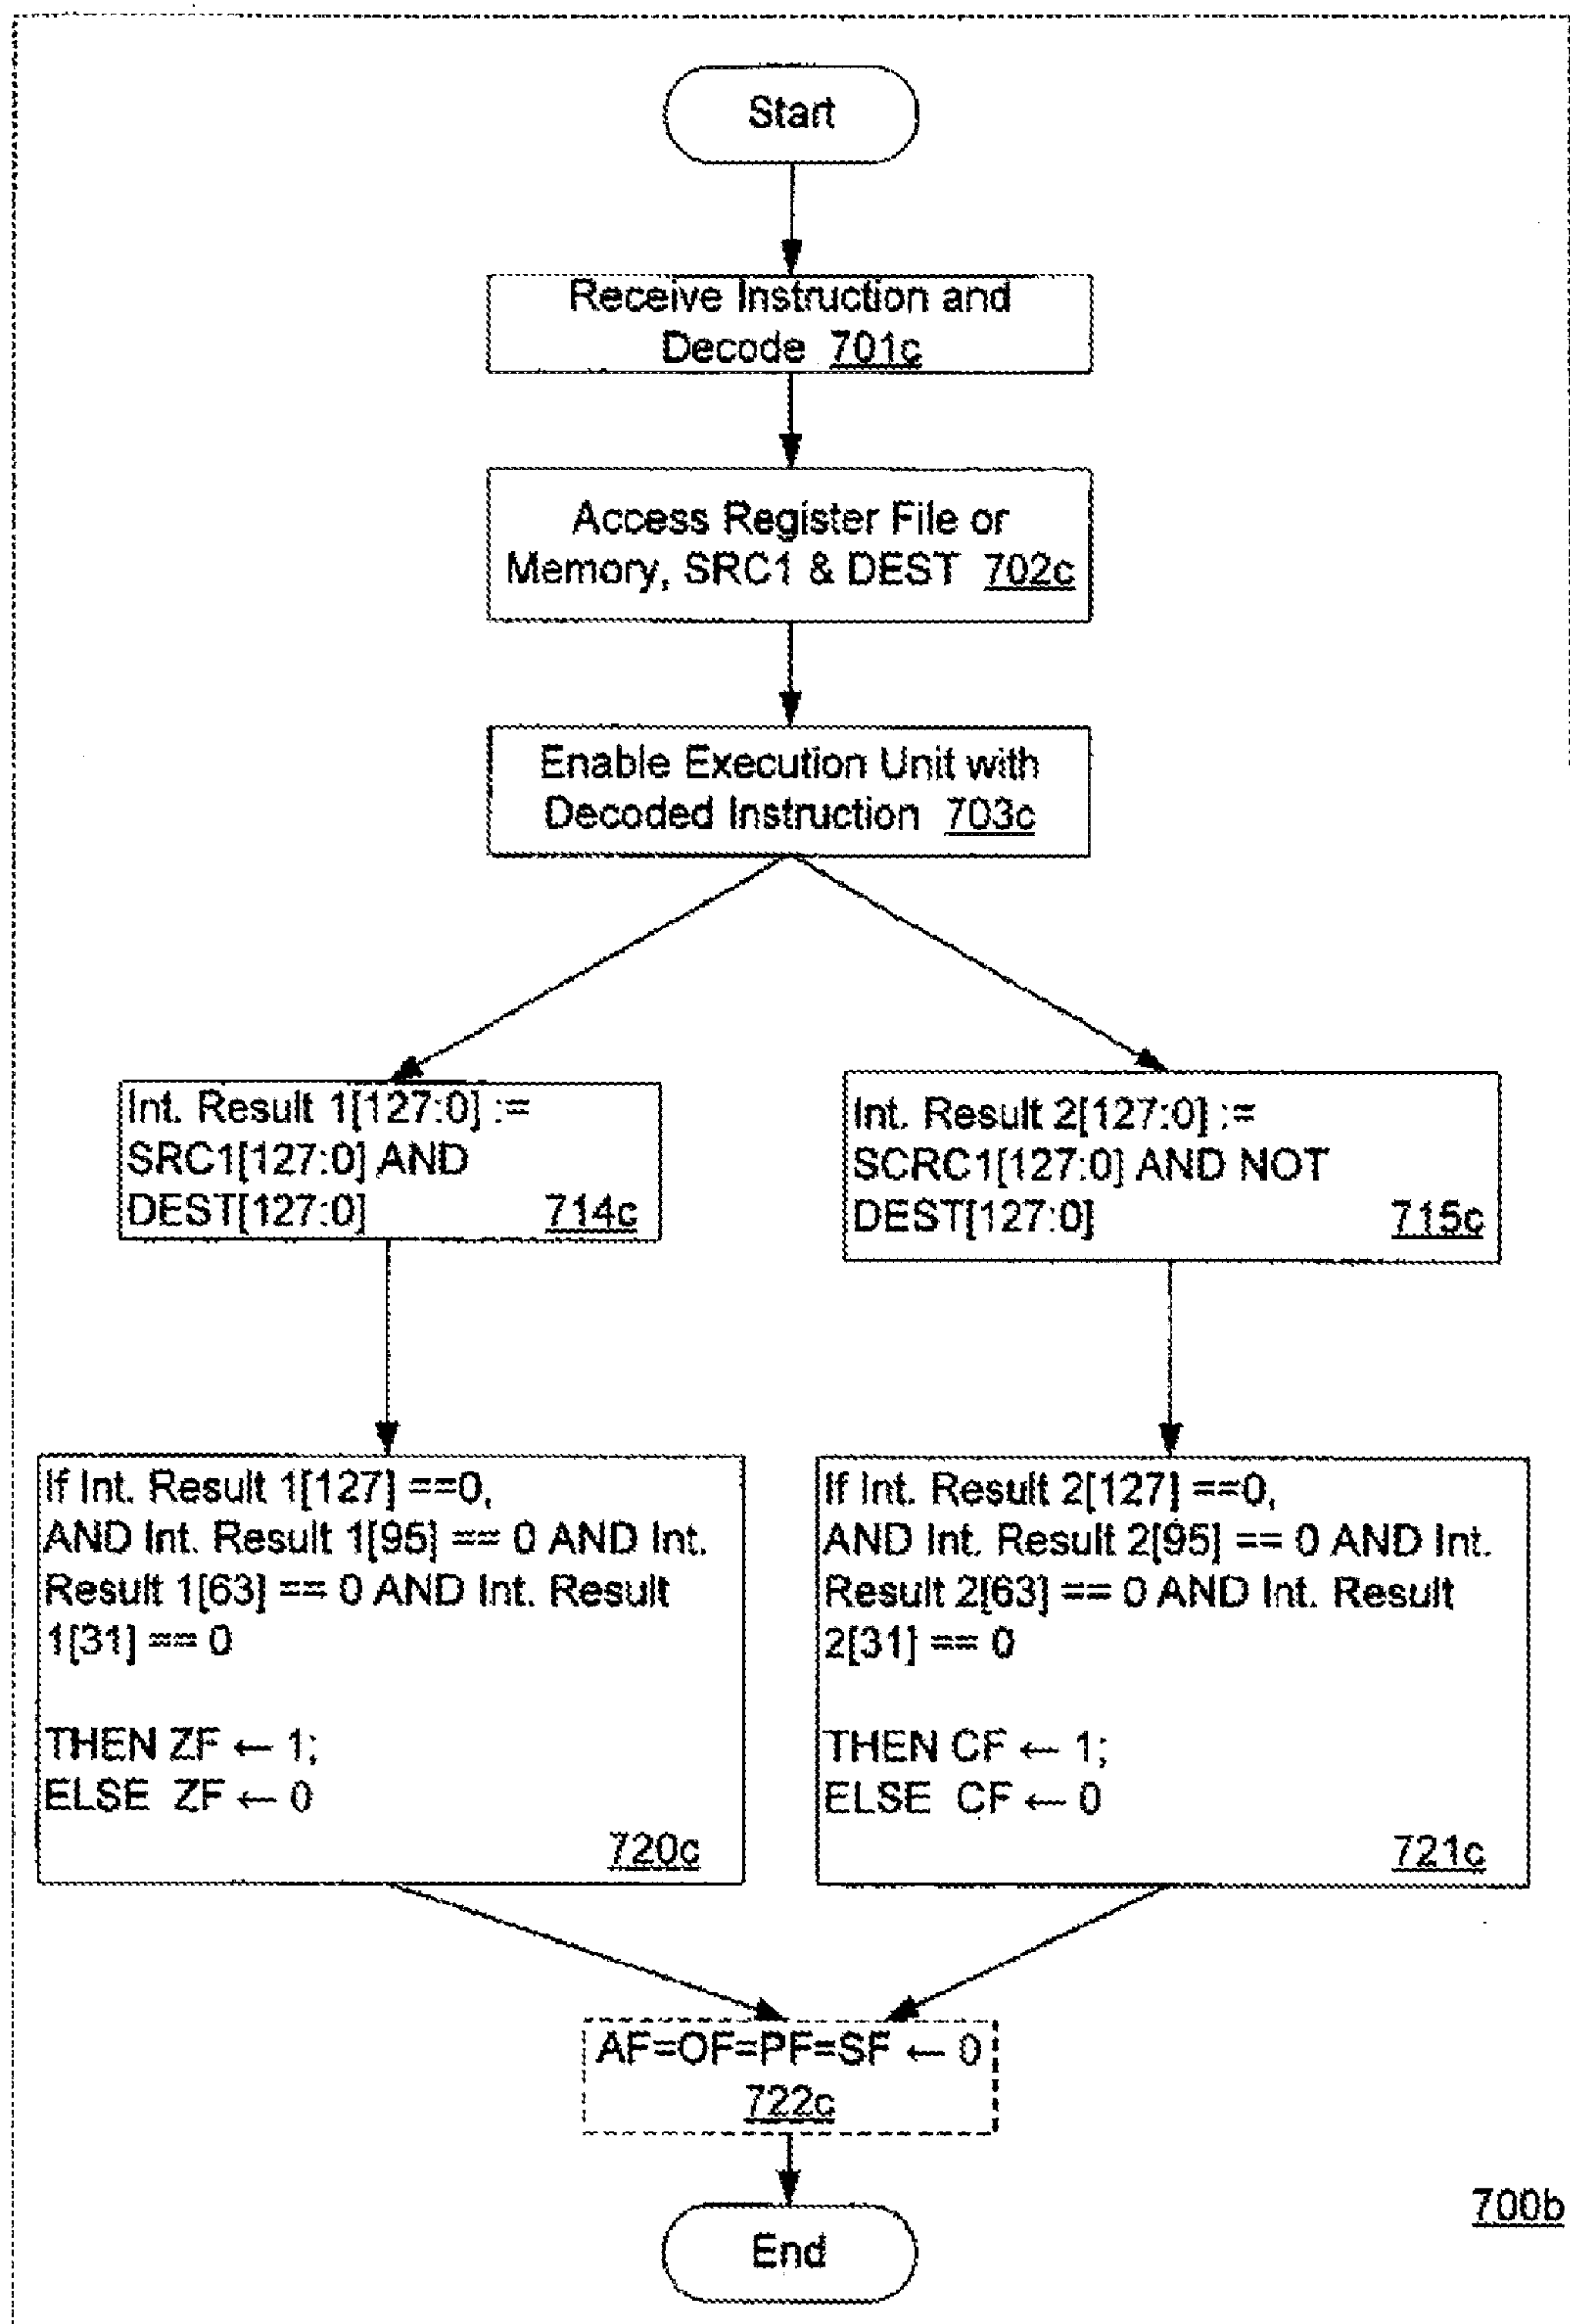 Start
Receive Instruction and
Decode 701c
Access Register File or
Memory, SRC1 & DEST 702c
Enable Execution Unit with
Decoded Instruction 703c
Int. Result 1[127:0] :=
SRC1[127:0] AND
DEST[127:0] 714c
Int. Result 2[127:0] :=
SCRC1[127:0] AND NOT
DEST[127:0] 715c
If Int. Result 1[127] ==0,
AND Int. Result 1[95] == 0 AND Int.
Result 1[63] == 0 AND Int. Result
1[31] == 0
THEN ZF ← 1;
ELSE ZF ← 0
720c
If Int. Result 2[127] ==0,
AND Int. Result 2[95] == 0 AND Int.
Result 2[63] == 0 AND Int. Result
2[31] == 0
THEN CF ← 1;
ELSE CF ← 0
721c
AF=OF=PF=SF ← 0
722c
End
700b